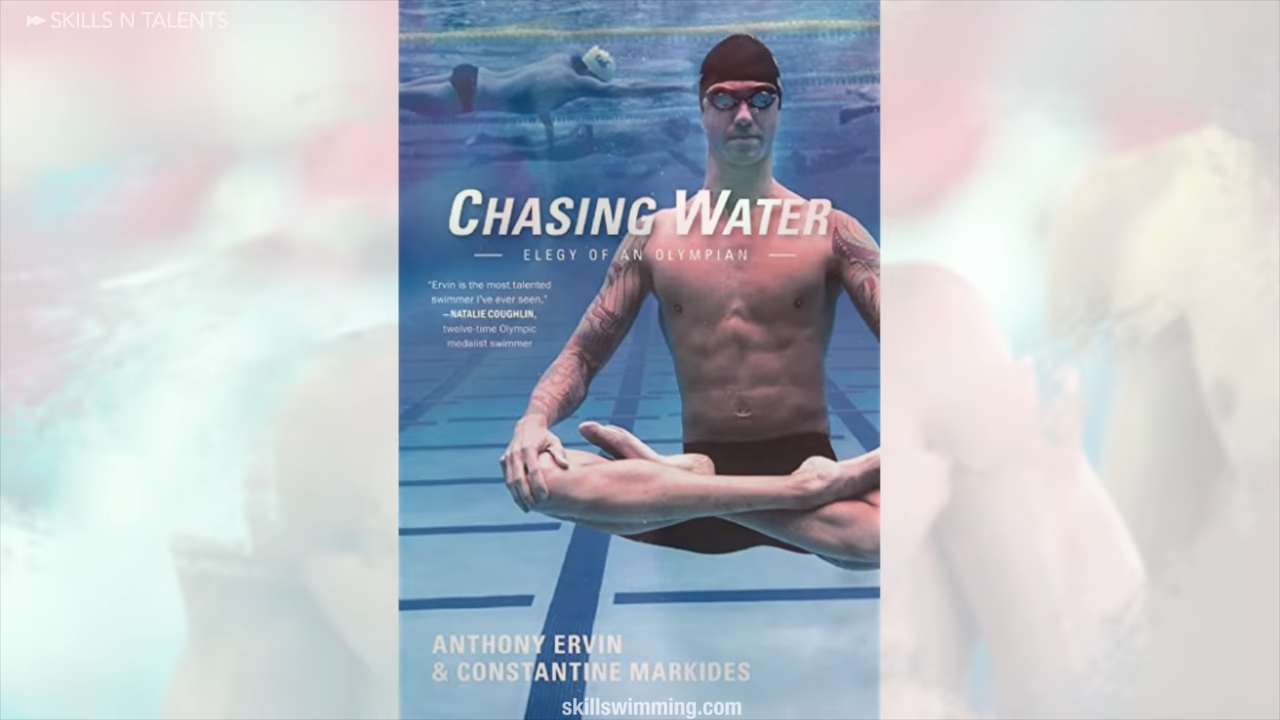 SKILLS N TALENTS
CHASING WATER
ELEGY OF AN OLYMPIAN
“Ervin is the most talented
swimmer I’ve ever seen.”
—NATALIE COUGHLIN,
twelve-time Olympic
medalist swimmer
ANTHONY ERVIN
& CONSTANTINE MARKIDES
skillswimming.com